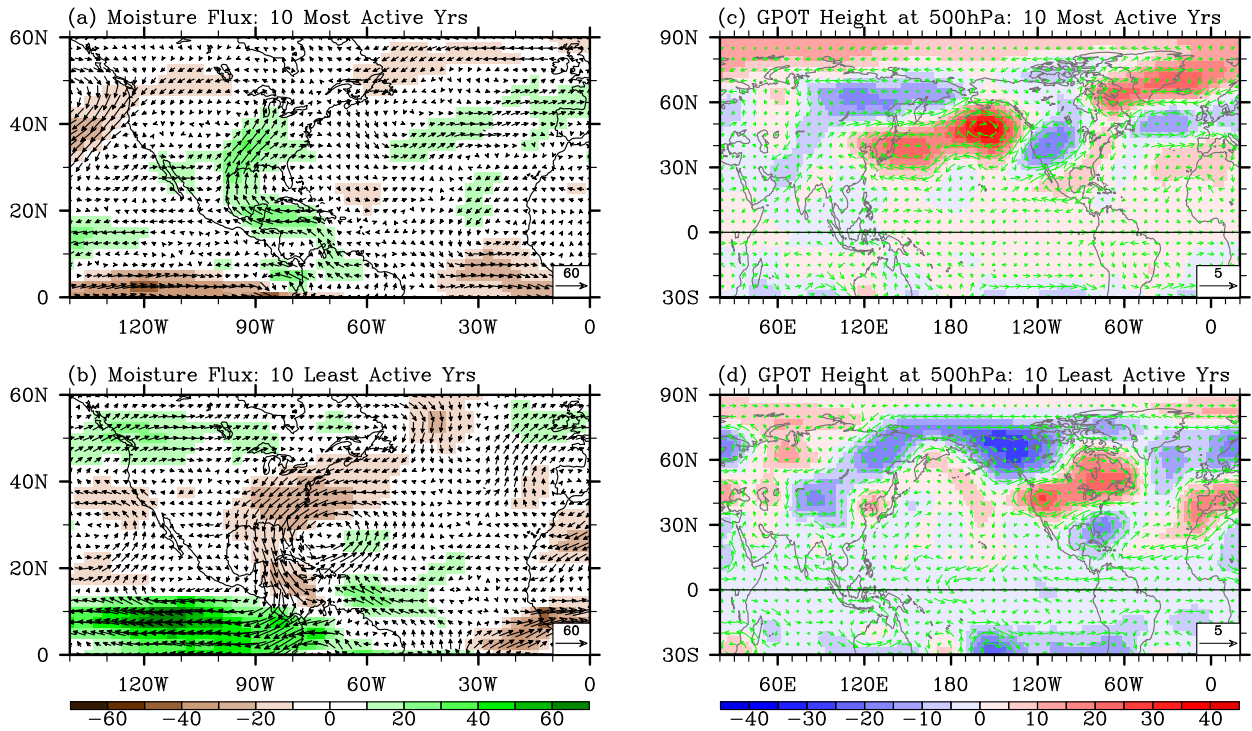 (a) Moisture Flux: 10 Most Active Yrs
60N
40N
20N
0
120W 90W 60W 30W 0
60
(c) GPOT Height at 500hPa: 10 Most Active Yrs
90N
60N
30N
0
30S
60E 120E 180 120W 60W 0
5
(b) Moisture Flux: 10 Least Active Yrs
60N
40N
20N
0
120W 90W 60W 30W 0
60
−60 −40 −20 0 20 40 60
(d) GPOT Height at 500hPa: 10 Least Active Yrs
90N
60N
30N
0
30S
60E 120E 180 120W 60W 0
5
−40 −30 −20 −10 0 10 20 30 40